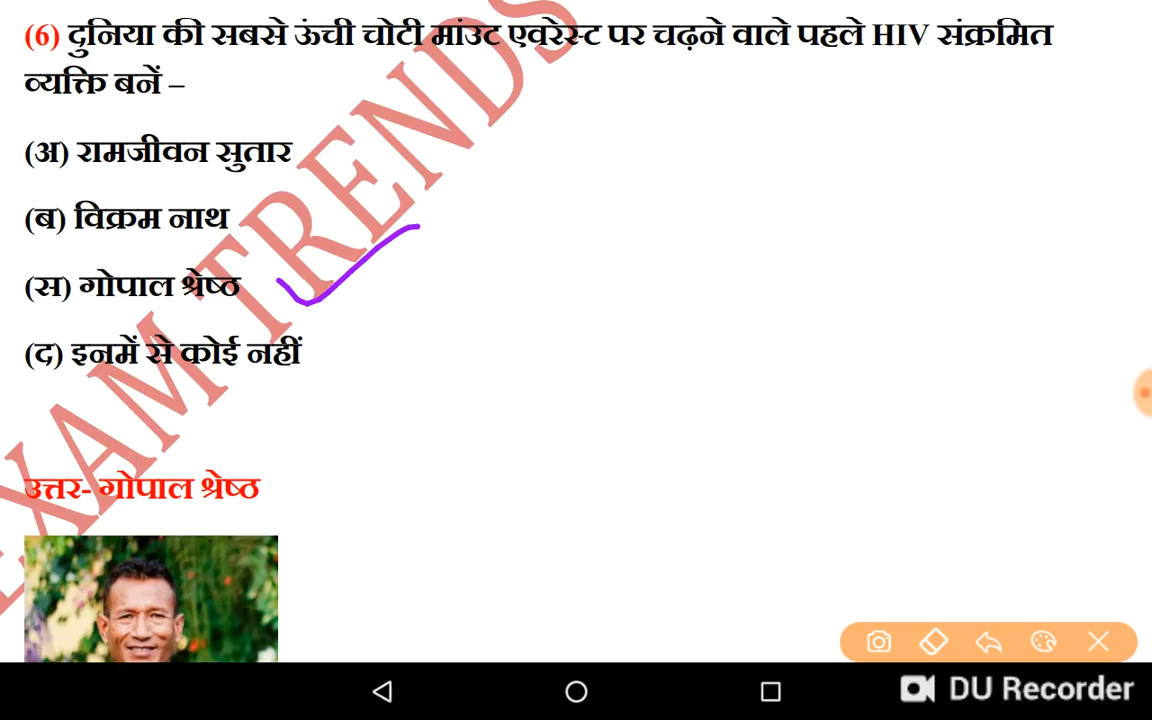 (6) दुनिया की सबसे ऊंची चोटी मांउट एवरेस्ट पर चढ़ने वाले पहले HIV संक्रमित
व्यक्ति बनें –
(अ) रामजीवन सुतार
(ब) विक्रम नाथ
(स) गोपाल श्रेष्ठ
(द) इनमें से कोई नहीं
उत्तर- गोपाल श्रेष्ठ
EXAM TRENDS
DU Recorder